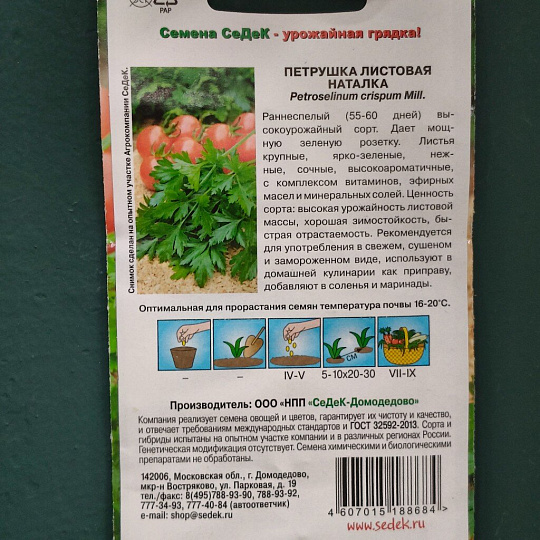 PAP
Семена СеДеК - урожайная грядка!
Снимок сделан на опытном участке Агрокомпании СеДеК.
ПЕТРУШКА ЛИСТОВАЯ
НАТАЛКА
Petroselinum crispum Mill.
Раннеспелый (55-60 дней) вы-
сокоурожайный сорт. Дает мощ-
ную зеленую розетку. Листья
крупные, ярко-зеленые, неж-
ные, сочные, высокоароматичные,
с комплексом витаминов, эфирных
масел и минеральных солей. Ценность
сорта: высокая урожайность листовой
массы, хорошая зимостойкость, бы-
страя отрастаемость. Рекомендуется
для употребления в свежем, сушеном
и замороженном виде, используют в
домашней кулинарии как приправу,
добавляют в соленья и маринады.
Оптимальная для прорастания семян температура почвы 16-20°С.
см
– – IV-V 5-10x20-30 VII-IX
Производитель: ООО «НПП «СеДеК-Домодедово»
Компания реализует семена овощей и цветов, гарантирует их чистоту и качество,
и отвечает требованиям международных стандартов и ГОСТ 32592-2013. Сорта и
гибриды испытаны на опытном участке компании и в различных регионах России.
Генетическая модификация отсутствует. Семена химическими и биологическими
препаратами не обработаны.
142006, Московская обл., г. Домодедово,
мкр-н Востряково, ул. Парковая, д. 19
тел./факс: 8(495)788-93-90, 788-93-92,
777-34-93, 777-40-84 (автоответчик)
e-mail: shop@sedek.ru
4 607015 188684 >
www.sedek.ru